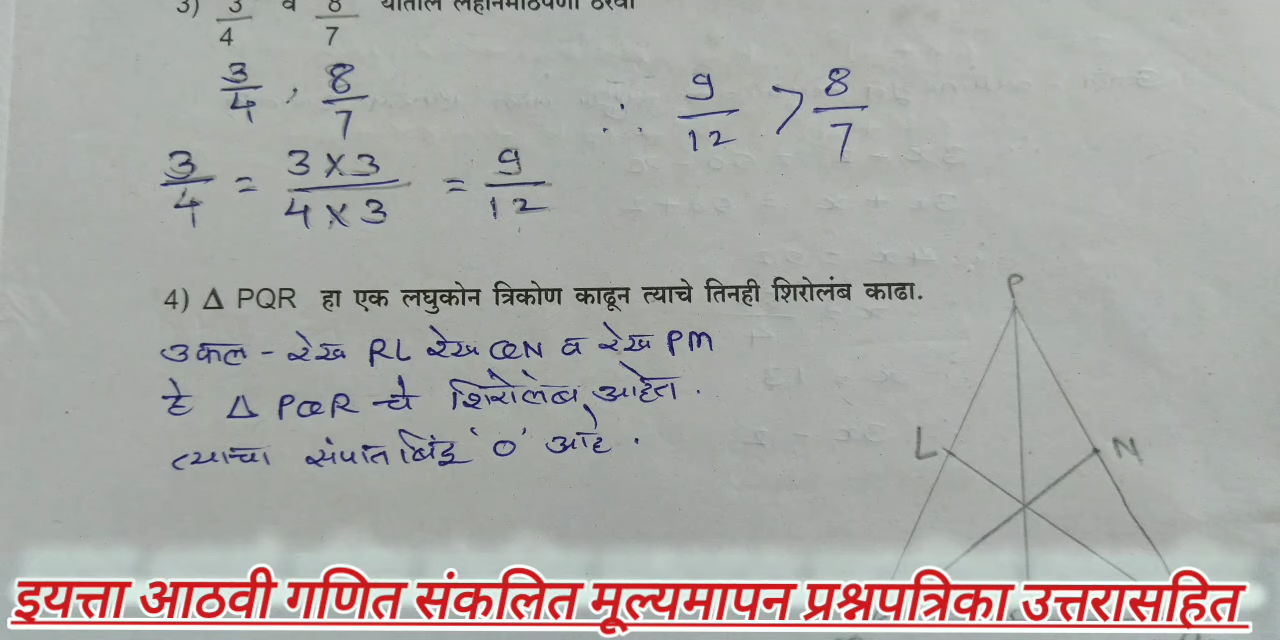 3) 3/4 व 8/7 यातील लहानमोठेपणा ठरवा
3/4 , 8/7
∴ 9/12 > 8/7
3/4 = 3×3/4×3 = 9/12
4) Δ PQR हा एक लघुकोन त्रिकोण काढून त्याचे तिनही शिरोलंब काढा.
उकल - रेख RL रेख QN व रेख PM
हे Δ PQR चे शिरोलंब आहेत.
त्याचा संपात बिंदू 'O' आहे.
P
L
N
इयत्ता आठवी गणित संकलित मूल्यमापन प्रश्नपत्रिका उत्तरासहित